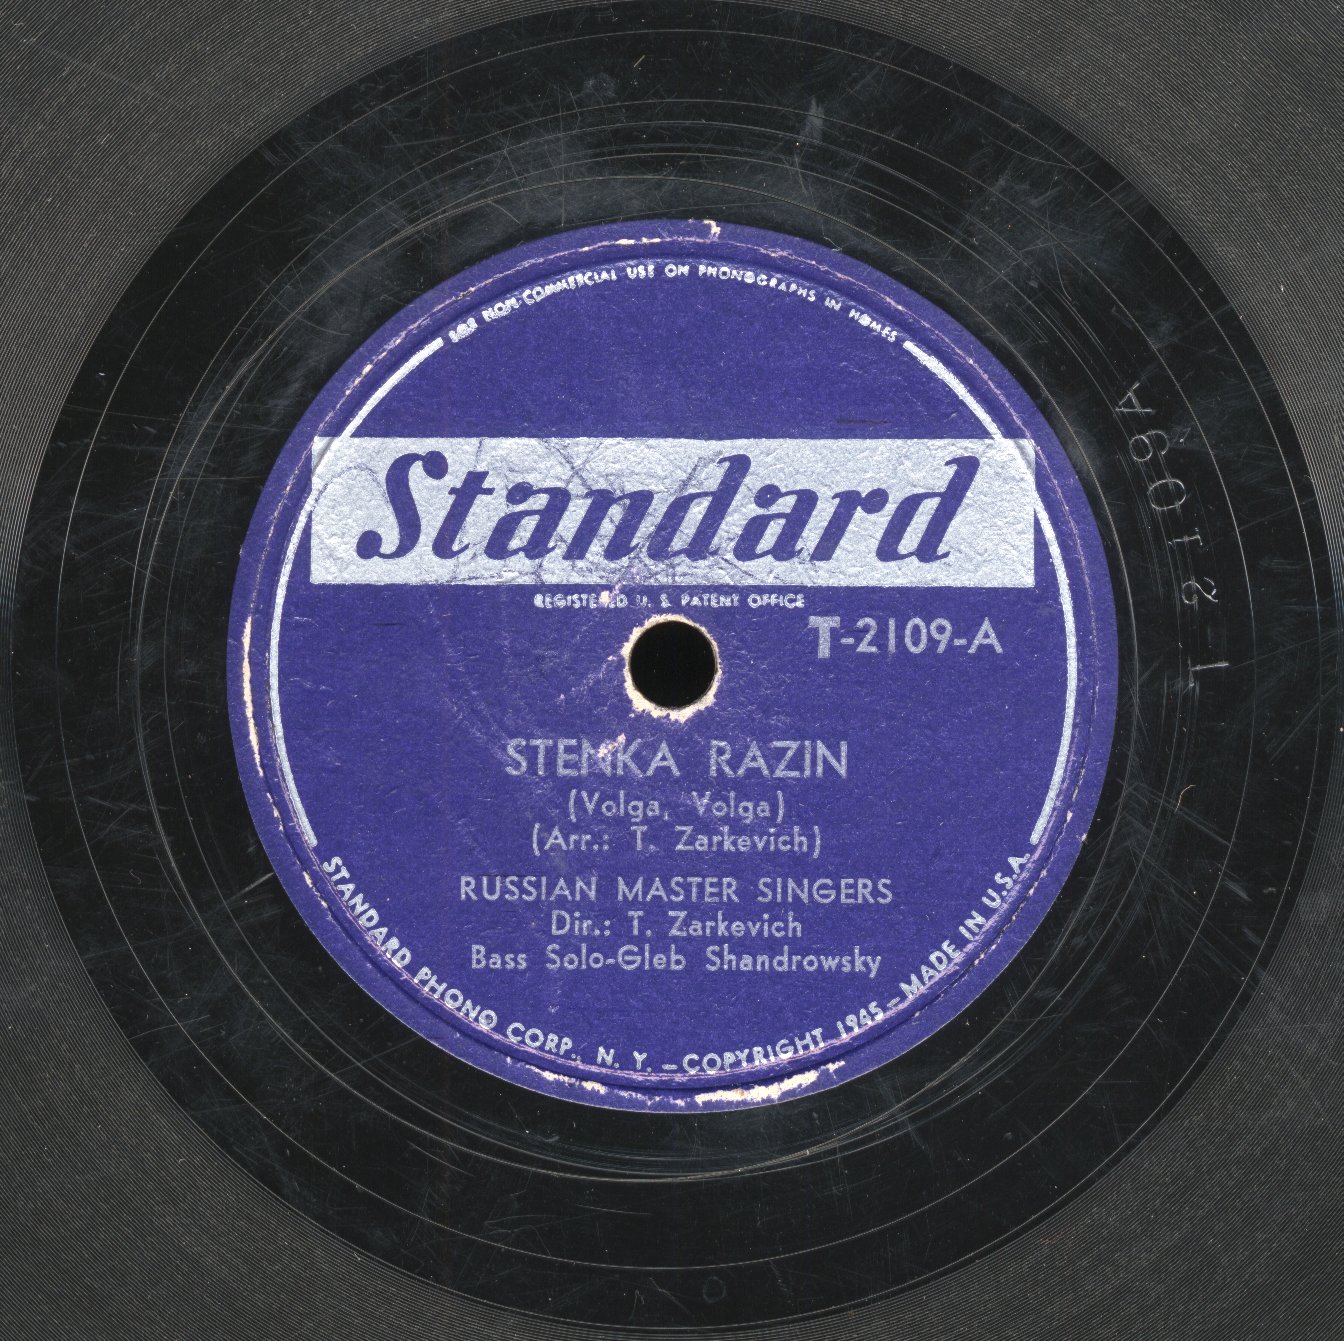 FOR NON-COMMERCIAL USE ON PHONOGRAPHS IN HOMES
Standard
REGISTERED U. S. PATENT OFFICE
T-2109-A
STENKA RAZIN
(Volga, Volga)
(Arr.: T. Zarkevich)
RUSSIAN MASTER SINGERS
Dir.: T. Zarkevich
Bass Solo-Gleb Shandrowsky
STANDARD PHONO CORP., N. Y. – COPYRIGHT 1945 – MADE IN U.S.A.